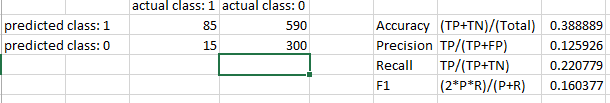 actual class: 1 actual class: 0
predicted class: 1 85 590 Accuracy (TP+TN)/(Total) 0.388889
predicted class: 0 15 300 Precision TP/(TP+FP) 0.125926
Recall TP/(TP+TN) 0.220779
F1 (2*P*R)/(P+R) 0.160377